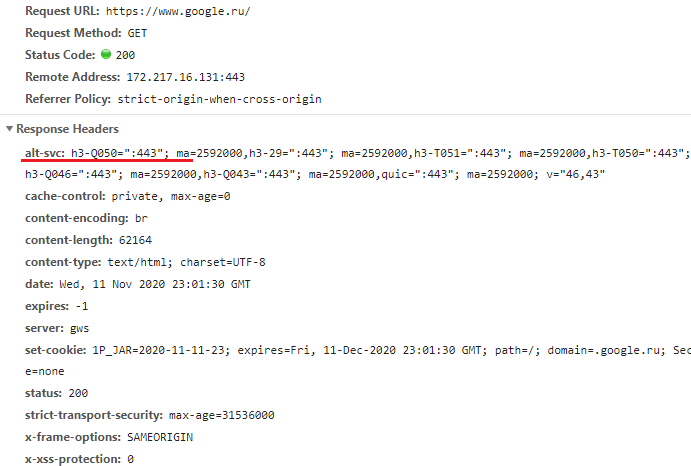 Request URL: https://www.google.ru/
Request Method: GET
Status Code: 200
Remote Address: 172.217.16.131:443
Referrer Policy: strict-origin-when-cross-origin
Response Headers
alt-svc: h3-Q050=":443"; ma=2592000,h3-29=":443"; ma=2592000,h3-T051=":443"; ma=2592000,h3-T050=":443";
h3-Q046=":443"; ma=2592000,h3-Q043=":443"; ma=2592000,quic=":443"; ma=2592000; v="46,43"
cache-control: private, max-age=0
content-encoding: br
content-length: 62164
content-type: text/html; charset=UTF-8
date: Wed, 11 Nov 2020 23:01:30 GMT
expires: -1
server: gws
set-cookie: 1P_JAR=2020-11-11-23; expires=Fri, 11-Dec-2020 23:01:30 GMT; path=/; domain=.google.ru; Sec
e=none
status: 200
strict-transport-security: max-age=31536000
x-frame-options: SAMEORIGIN
x-xss-protection: 0